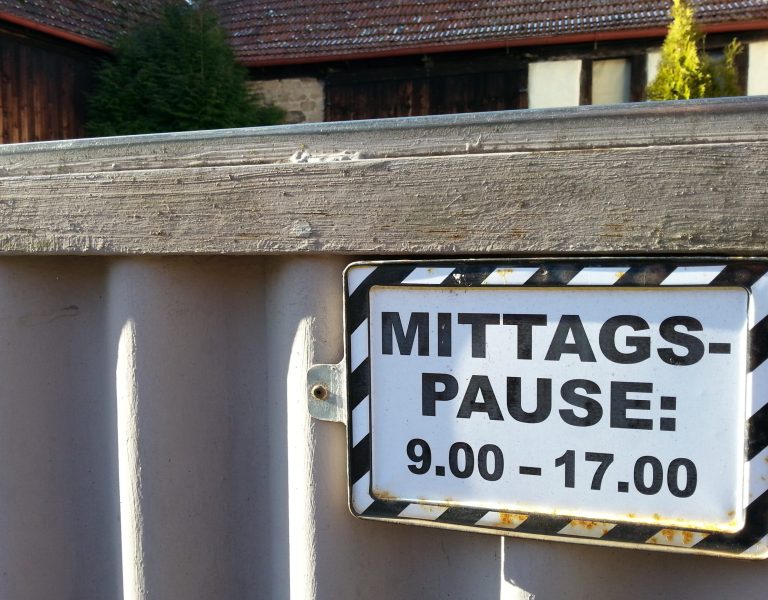 MITTAGS-
PAUSE:
9.00 – 17.00